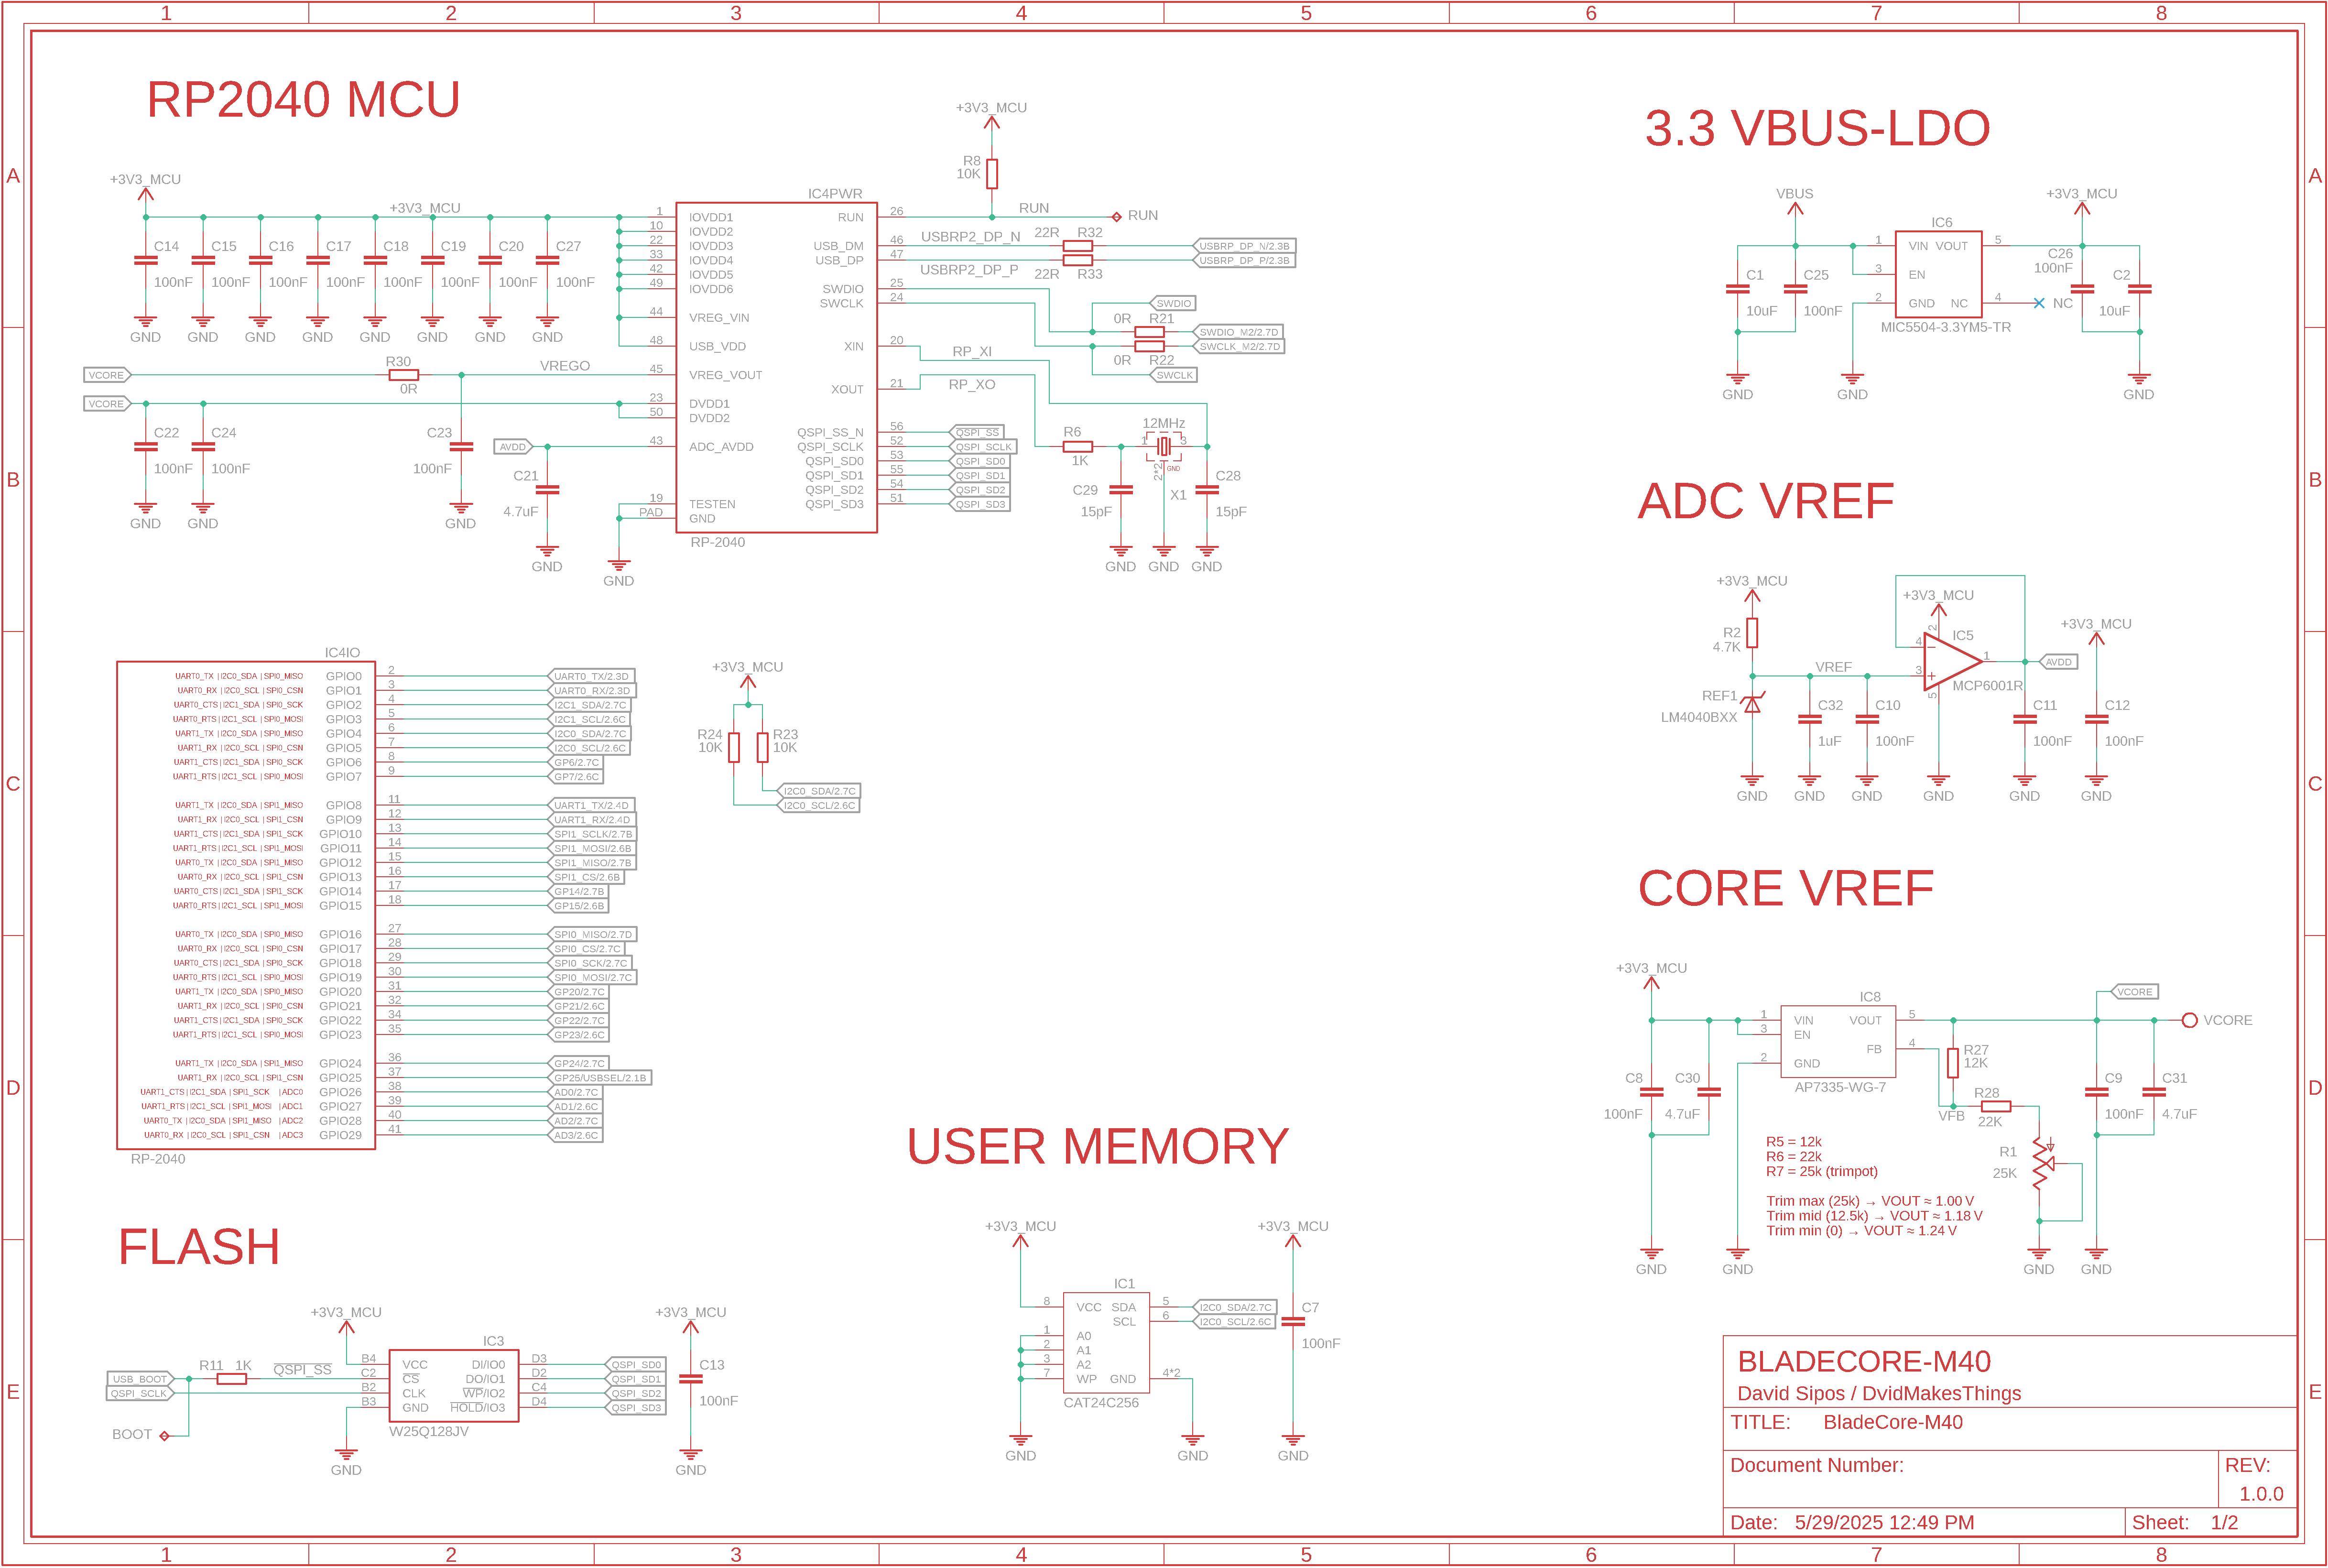 1 2 3 4 5 6 7 8
A
B
C
D
E
RP2040 MCU
+3V3_MCU
+3V3_MCU
C14 C15 C16 C17 C18 C19 C20 C27
100nF 100nF 100nF 100nF 100nF 100nF 100nF 100nF
GND GND GND GND GND GND GND GND
VCORE
R30
0R
VREGO
VCORE
C22 C24 C23
100nF 100nF 100nF
GND GND GND
AVDD
C21
4.7uF
GND
GND
IC4PWR
1 IOVDD1
10 IOVDD2
22 IOVDD3
33 IOVDD4
42 IOVDD5
49 IOVDD6
44 VREG_VIN
48 USB_VDD
45 VREG_VOUT
23 DVDD1
50 DVDD2
43 ADC_AVDD
19 TESTEN
PAD GND
RUN 26
USB_DM 46
USB_DP 47
SWDIO 25
SWCLK 24
XIN 20
XOUT 21
QSPI_SS_N 56 QSPI_SS
QSPI_SCLK 52 QSPI_SCLK
QSPI_SD0 53 QSPI_SD0
QSPI_SD1 55 QSPI_SD1
QSPI_SD2 54 QSPI_SD2
QSPI_SD3 51 QSPI_SD3
RP-2040
+3V3_MCU
R8
10K
RUN RUN
USBRP2_DP_N 22R R32 USBRP_DP_N/2.3B
USBRP2_DP_P 22R R33 USBRP_DP_P/2.3B
SWDIO
0R R21 SWDIO_M2/2.7D
SWCLK_M2/2.7D
0R R22
SWCLK
RP_XI
RP_XO
R6
1K
12MHz
1 3
2*2 GND
X1
C29
15pF
C28
15pF
GND GND GND
3.3 VBUS-LDO
VBUS
+3V3_MCU
IC6
1 VIN VOUT 5
3 EN
2 GND NC 4
NC
MIC5504-3.3YM5-TR
C1
10uF
C25
100nF
C26
100nF
C2
10uF
GND GND GND
ADC VREF
+3V3_MCU
R2
4.7K
VREF
REF1
LM4040BXX
C32
1uF
C10
100nF
+3V3_MCU
IC5
2
4
3
1
5
MCP6001R
AVDD
+3V3_MCU
C11
100nF
C12
100nF
GND GND GND GND GND GND
IC4IO
UART0_TX | I2C0_SDA | SPI0_MISO GPIO0 2 UART0_TX/2.3D
UART0_RX | I2C0_SCL | SPI0_CSN GPIO1 3 UART0_RX/2.3D
UART0_CTS | I2C1_SDA | SPI0_SCK GPIO2 4 I2C1_SDA/2.7C
UART0_RTS | I2C1_SCL | SPI0_MOSI GPIO3 5 I2C1_SCL/2.6C
UART1_TX | I2C0_SDA | SPI0_MISO GPIO4 6 I2C0_SDA/2.7C
UART1_RX | I2C0_SCL | SPI0_CSN GPIO5 7 I2C0_SCL/2.6C
UART1_CTS | I2C1_SDA | SPI0_SCK GPIO6 8 GP6/2.7C
UART1_RTS | I2C1_SCL | SPI0_MOSI GPIO7 9 GP7/2.6C
UART1_TX | I2C0_SDA | SPI1_MISO GPIO8 11 UART1_TX/2.4D
UART1_RX | I2C0_SCL | SPI1_CSN GPIO9 12 UART1_RX/2.4D
UART1_CTS | I2C1_SDA | SPI1_SCK GPIO10 13 SPI1_SCLK/2.7B
UART1_RTS | I2C1_SCL | SPI1_MOSI GPIO11 14 SPI1_MOSI/2.6B
UART0_TX | I2C0_SDA | SPI1_MISO GPIO12 15 SPI1_MISO/2.7B
UART0_RX | I2C0_SCL | SPI1_CSN GPIO13 16 SPI1_CS/2.6B
UART0_CTS | I2C1_SDA | SPI1_SCK GPIO14 17 GP14/2.7B
UART0_RTS | I2C1_SCL | SPI1_MOSI GPIO15 18 GP15/2.6B
UART0_TX | I2C0_SDA | SPI0_MISO GPIO16 27 SPI0_MISO/2.7D
UART0_RX | I2C0_SCL | SPI0_CSN GPIO17 28 SPI0_CS/2.7C
UART0_CTS | I2C1_SDA | SPI0_SCK GPIO18 29 SPI0_SCK/2.7C
UART0_RTS | I2C1_SCL | SPI0_MOSI GPIO19 30 SPI0_MOSI/2.7C
UART1_TX | I2C0_SDA | SPI0_MISO GPIO20 31 GP20/2.7C
UART1_RX | I2C0_SCL | SPI0_CSN GPIO21 32 GP21/2.6C
UART1_CTS | I2C1_SDA | SPI0_SCK GPIO22 34 GP22/2.7C
UART1_RTS | I2C1_SCL | SPI0_MOSI GPIO23 35 GP23/2.6C
UART1_TX | I2C0_SDA | SPI1_MISO GPIO24 36 GP24/2.7C
UART1_RX | I2C0_SCL | SPI1_CSN GPIO25 37 GP25/USBSEL/2.1B
UART1_CTS | I2C1_SDA | SPI1_SCK | ADC0 GPIO26 38 AD0/2.7C
UART1_RTS | I2C1_SCL | SPI1_MOSI | ADC1 GPIO27 39 AD1/2.6C
UART0_TX | I2C0_SDA | SPI1_MISO | ADC2 GPIO28 40 AD2/2.7C
UART0_RX | I2C0_SCL | SPI1_CSN | ADC3 GPIO29 41 AD3/2.6C
RP-2040
+3V3_MCU
R24
10K
R23
10K
I2C0_SDA/2.7C
I2C0_SCL/2.6C
CORE VREF
+3V3_MCU
IC8
1 VIN VOUT 5
3 EN
FB 4
2 GND
AP7335-WG-7
C8
100nF
C30
4.7uF
R27
12K
VFB
R28
22K
R1
25K
VCORE
VCORE
C9
100nF
C31
4.7uF
R5 = 12k
R6 = 22k
R7 = 25k (trimpot)
Trim max (25k) → VOUT ≈ 1.00 V
Trim mid (12.5k) → VOUT ≈ 1.18 V
Trim min (0) → VOUT ≈ 1.24 V
GND GND GND GND
FLASH
+3V3_MCU
IC3
USB_BOOT
QSPI_SCLK
R11 1K
QSPI_SS
BOOT
B4 VCC DI/IO0 D3 QSPI_SD0
C2 CS DO/IO1 D2 QSPI_SD1
B2 CLK WP/IO2 C4 QSPI_SD2
B3 GND HOLD/IO3 D4 QSPI_SD3
W25Q128JV
GND
+3V3_MCU
C13
100nF
GND
USER MEMORY
+3V3_MCU
+3V3_MCU
IC1
8 VCC SDA 5 I2C0_SDA/2.7C
SCL 6 I2C0_SCL/2.6C
1 A0
2 A1
3 A2
7 WP GND 4*2
CAT24C256
C7
100nF
GND GND GND
BLADECORE-M40
David Sipos / DvidMakesThings
TITLE: BladeCore-M40
Document Number:
REV:
1.0.0
Date: 5/29/2025 12:49 PM
Sheet: 1/2
A
B
C
D
E
1 2 3 4 5 6 7 8